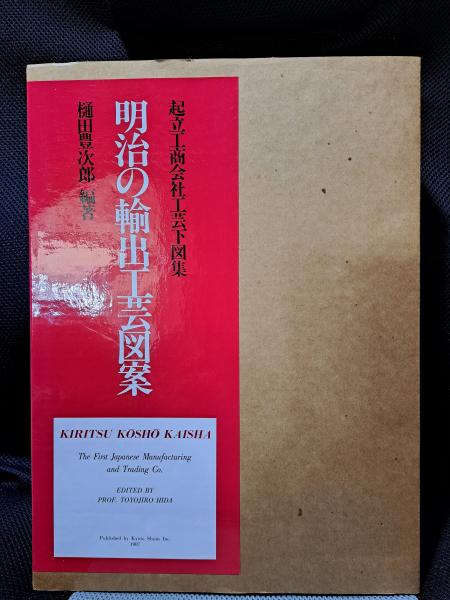 起立工商会社工芸下図集
明治の輸出工芸図案
樋田豊次郎 編著
KIRITSU KŌSHŌ KAISHA
The First Japanese Manufacturing
and Trading Co.
EDITED BY
PROF. TOYOJIRO HIDA
Published by Kyoto Shoin Inc.
1987